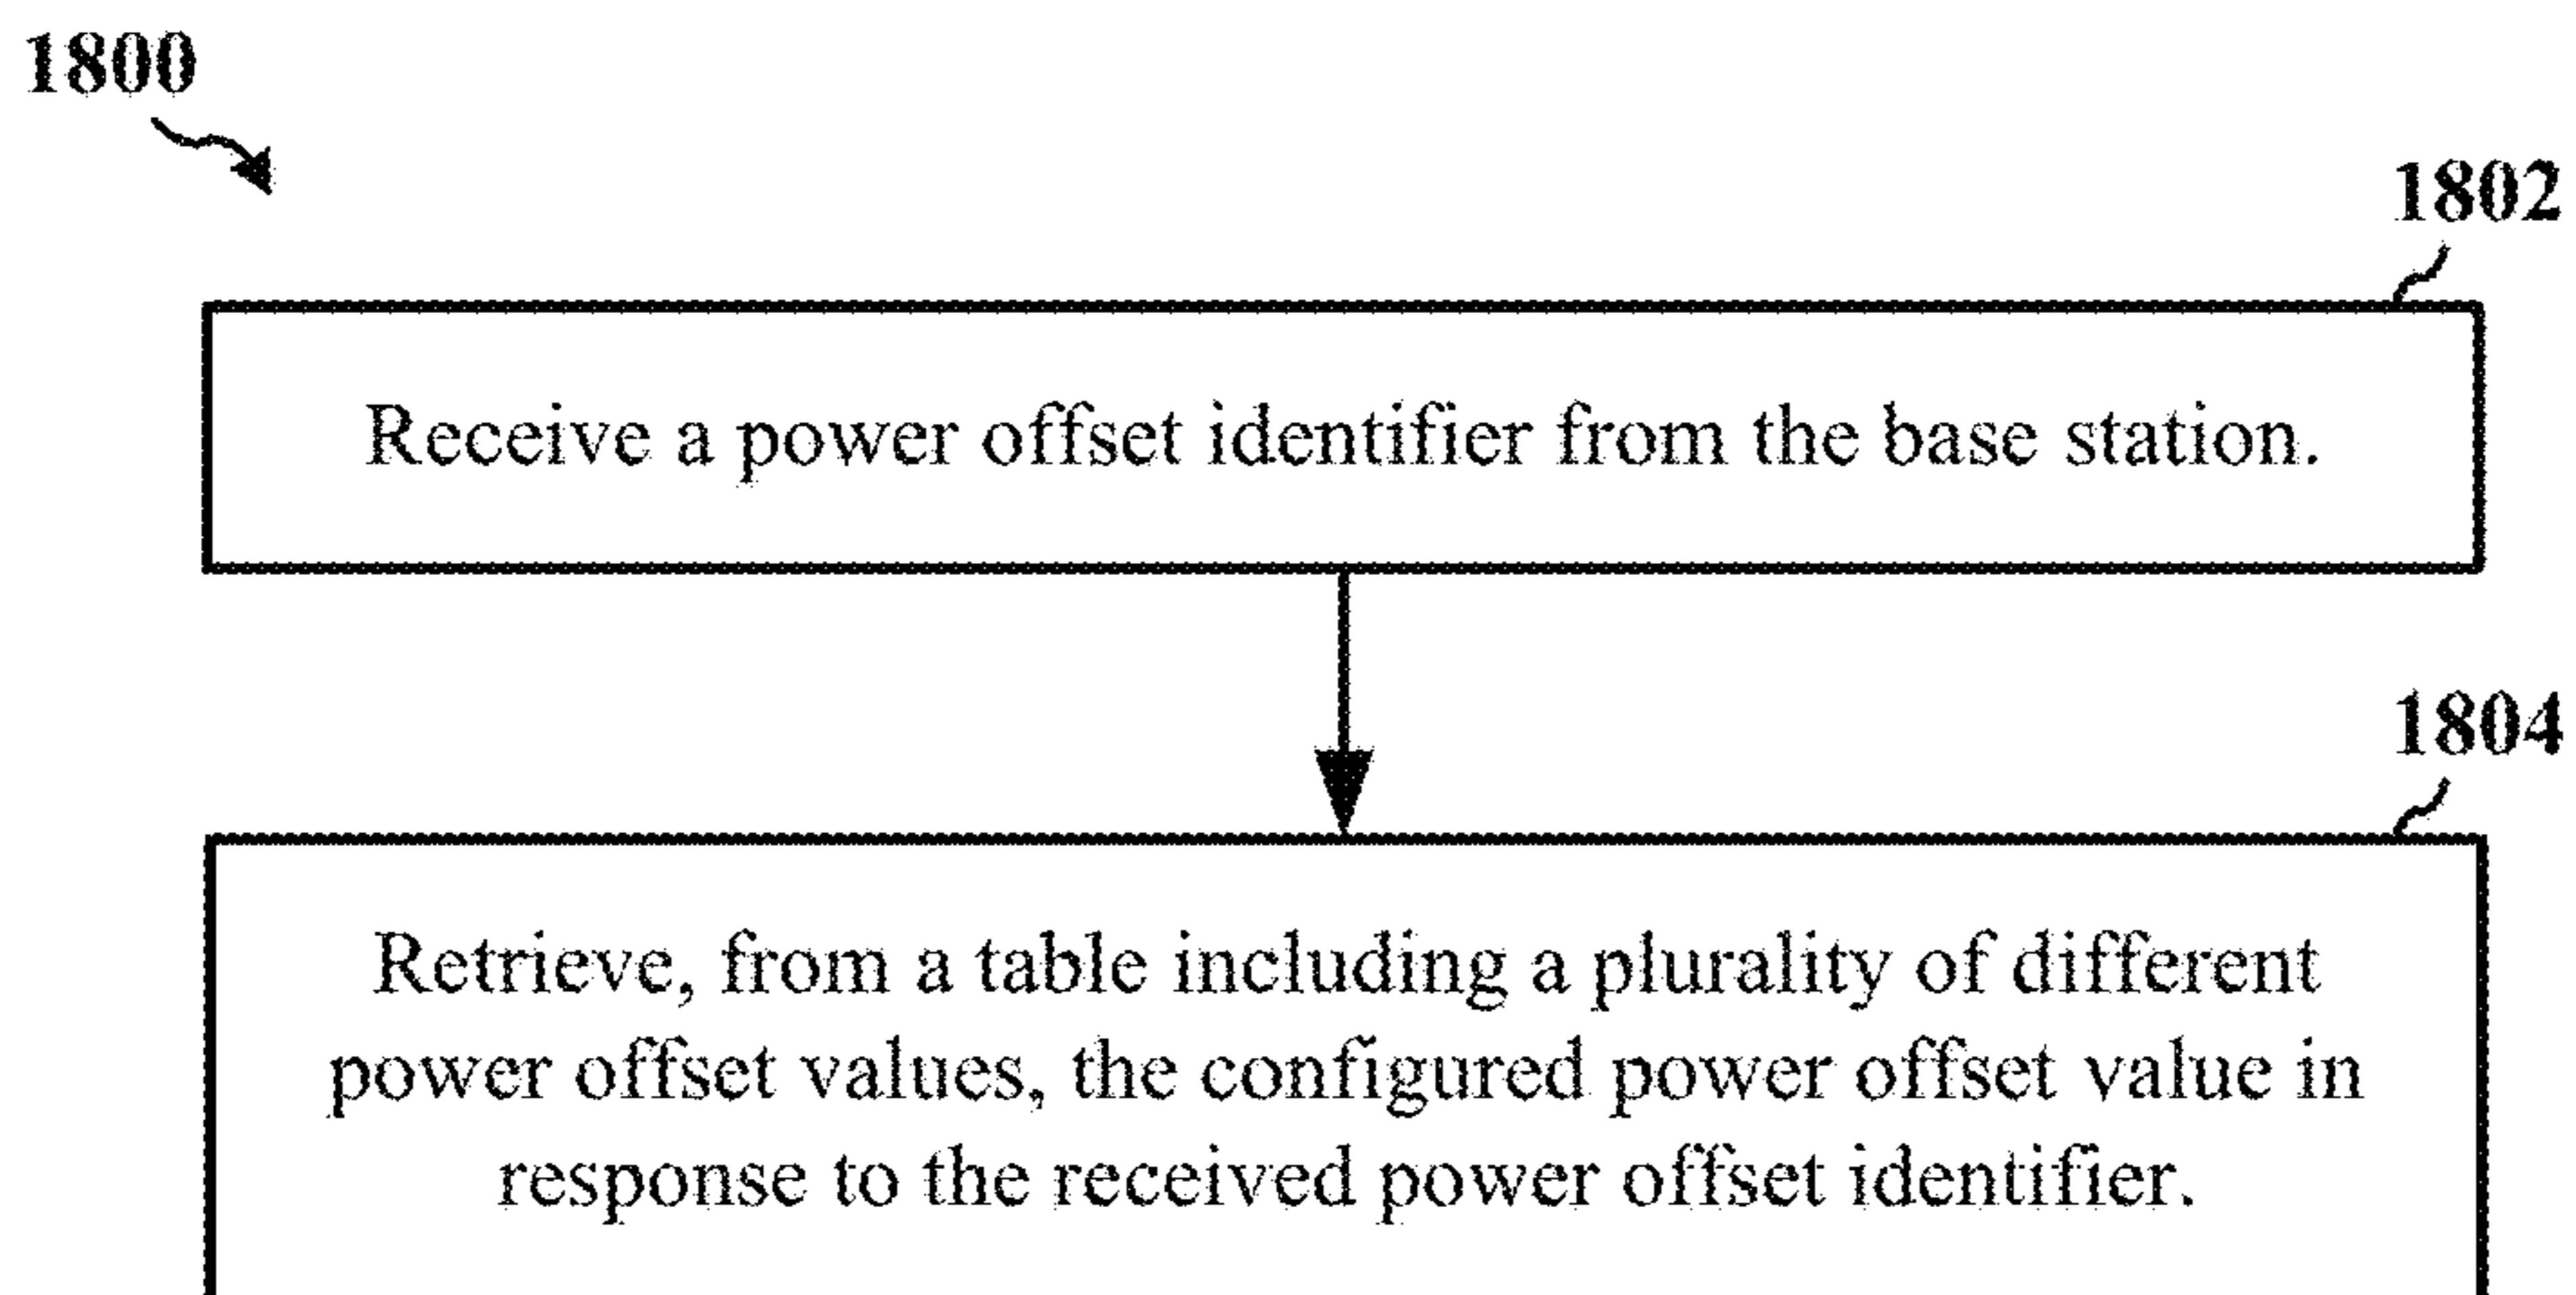 1800
1802
Receive a power offset identifier from the base station.
1804
Retrieve, from a table including a plurality of different
power offset values, the configured power offset value in
response to the received power offset identifier.